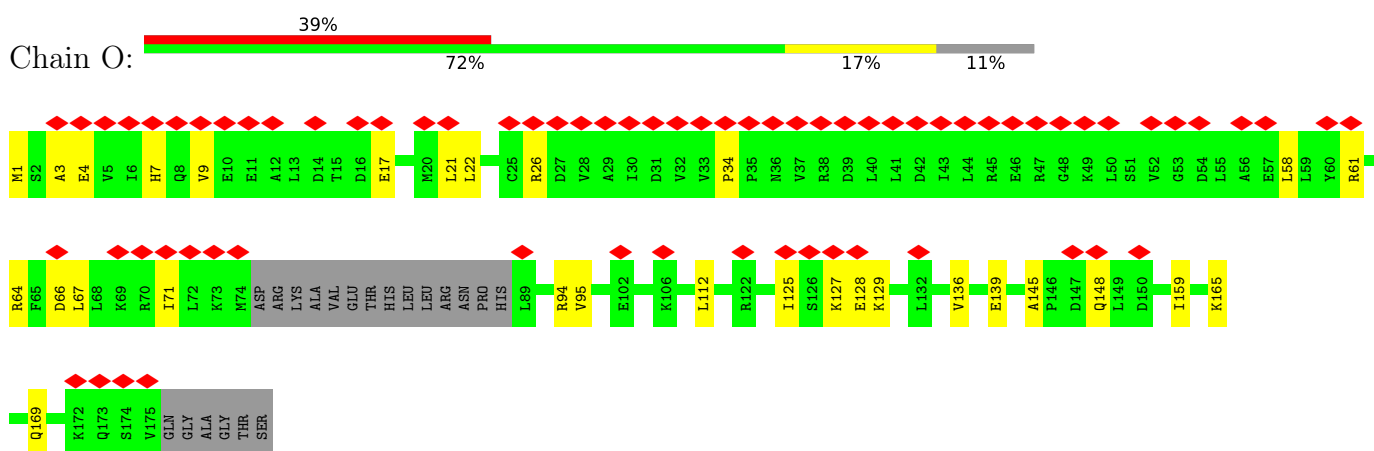 39%
Chain O:
72% 17% 11%
M1 S2 A3 E4 V5 I6 H7 Q8 V9 E10 E11 A12 L13 D14 T15 D16 E17 M20 L21 L22 C25 R26 D27 V28 A29 I30 D31 V32 V33 P34 P35 N36 V37 R38 D39 L40 L41 D42 I43 L44 R45 E46 R47 G48 K49 L50 S51 V52 G53 D54 L55 A56 E57 L58 L59 Y60 R61
R64 F65 D66 L67 L68 K69 R70 I71 L72 K73 M74 ASP ARG LYS ALA VAL GLU THR HIS LEU LEU ARG ASN PRO HIS L89 R94 V95 E102 K106 L112 R122 I125 S126 K127 E128 K129 L132 V136 E139 A145 P146 D147 Q148 L149 D150 I159 K165
Q169 K172 Q173 S174 V175 GLN GLY ALA GLY THR SER